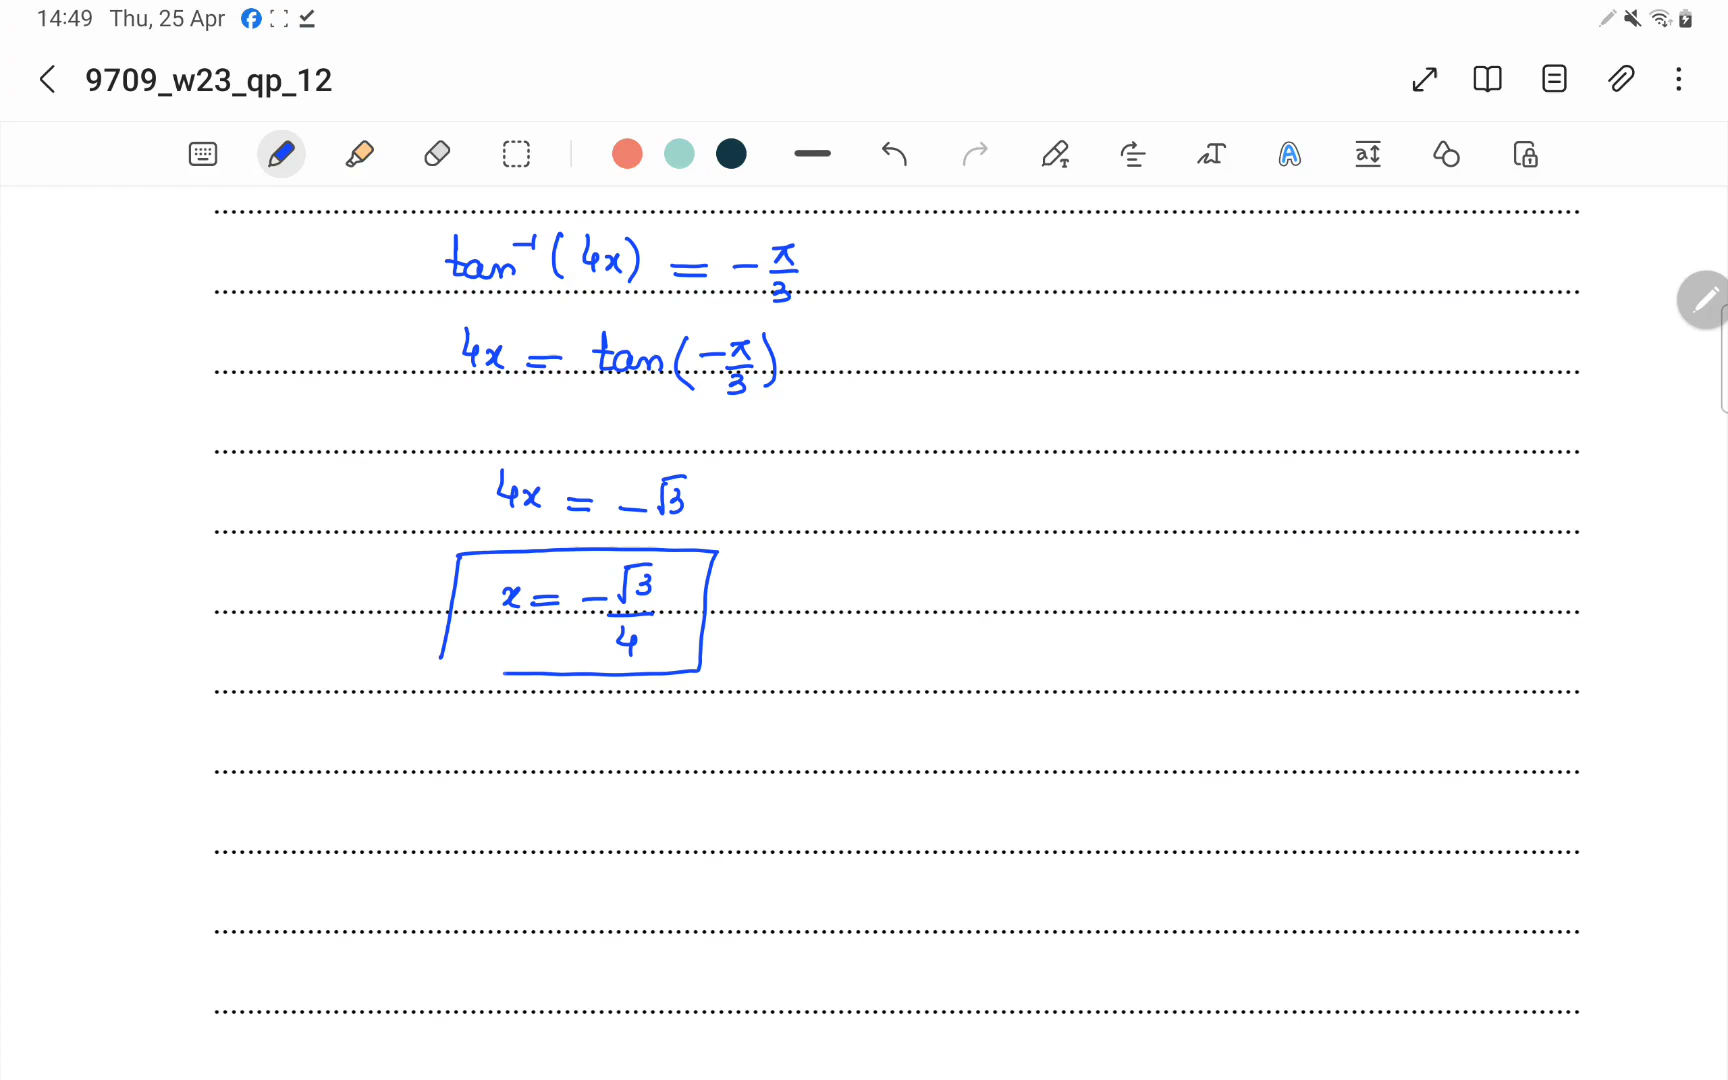 14:49 Thu, 25 Apr
9709_w23_qp_12
tan⁻¹(4x) = -π/3
4x = tan(-π/3)
4x = -√3
x = -√3/4